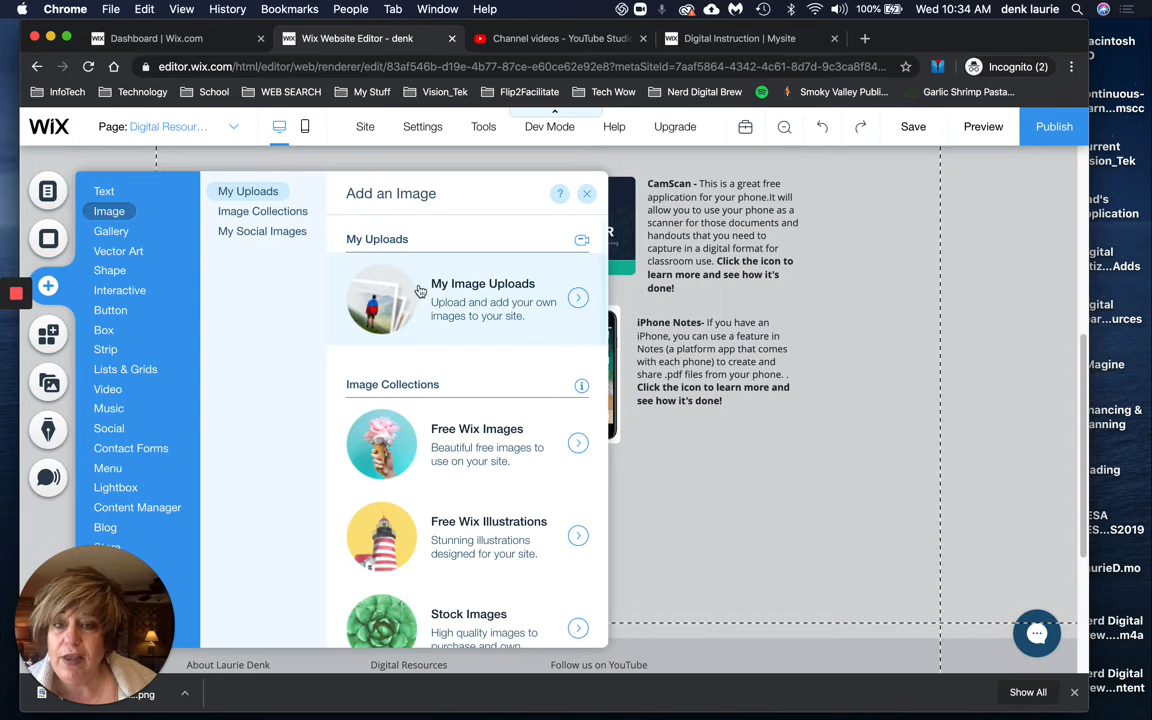 Chrome File Edit View History Bookmarks People Tab Window Help 100% Wed 10:34 AM denk laurie
Dashboard | Wix.com Wix Website Editor - denk Channel videos - YouTube Studi Digital Instruction | Mysite
editor.wix.com/html/editor/web/renderer/edit/83af546b-d19e-4b77-87ce-e60ce62e92e8?metaSiteId=7aaf5864-4342-4c61-8d7d-9c3ca8f84... Incognito (2)
InfoTech Technology School WEB SEARCH My Stuff Vision_Tek Flip2Facilitate Tech Wow Nerd Digital Brew Smoky Valley Publi... Garlic Shrimp Pasta...
WiX Page: Digital Resour... Site Settings Tools Dev Mode Help Upgrade Save Preview Publish
Text
Image
Gallery
Vector Art
Shape
Interactive
Button
Box
Strip
Lists & Grids
Video
Music
Social
Contact Forms
Menu
Lightbox
Content Manager
Blog
My Uploads
Image Collections
My Social Images
Add an Image ?
My Uploads
My Image Uploads
Upload and add your own
images to your site.
Image Collections
Free Wix Images
Beautiful free images to
use on your site.
Free Wix Illustrations
Stunning illustrations
designed for your site.
Stock Images
High quality images to
purchase and own...
CamScan - This is a great free
application for your phone.It will
allow you to use your phone as a
scanner for those documents and
handouts that you need to
capture in a digital format for
classroom use. Click the icon to
learn more and see how it's
done!
iPhone Notes- If you have an
iPhone, you can use a feature in
Notes (a platform app that comes
with each phone) to create and
share .pdf files from your phone. .
Click the icon to learn more and
see how it's done!
About Laurie Denk Digital Resources Follow us on YouTube
....png Show All